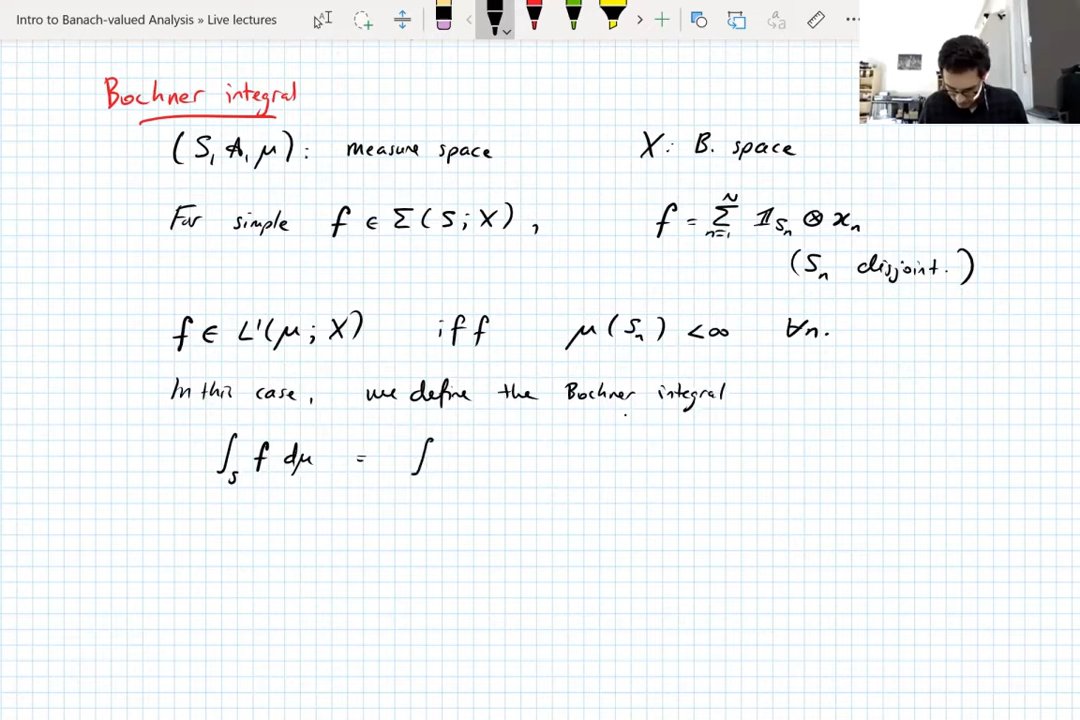 Intro to Banach-valued Analysis » Live lectures
Bochner integral
(S, A, μ): measure space X: B. space
For simple f ∈ Σ(S; X), f = Σ_{n=1}^{N} 𝟙_{S_n} ⊗ x_n
(S_n disjoint.)
f ∈ L¹(μ; X) iff μ(S_n) < ∞ ∀n.
In this case, we define the Bochner integral
∫_S f dμ = ∫